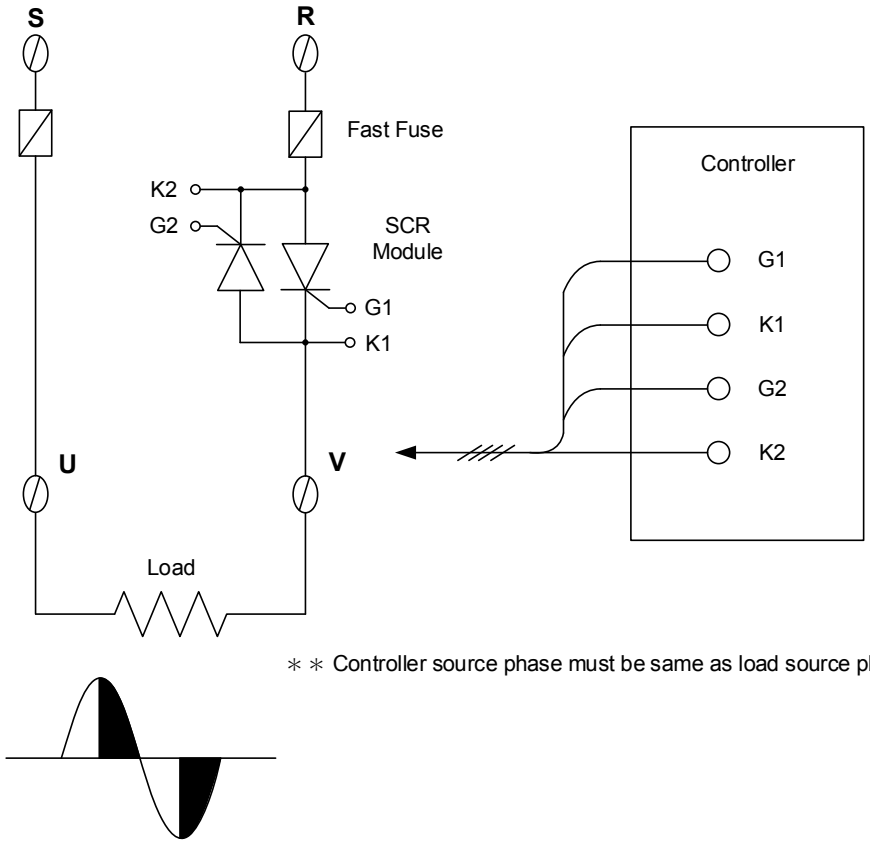 S
R
Fast Fuse
Controller
K2
G2
SCR
Module
G1
K1
G1
K1
G2
K2
U
V
Load
＊＊ Controller source phase must be same as load source